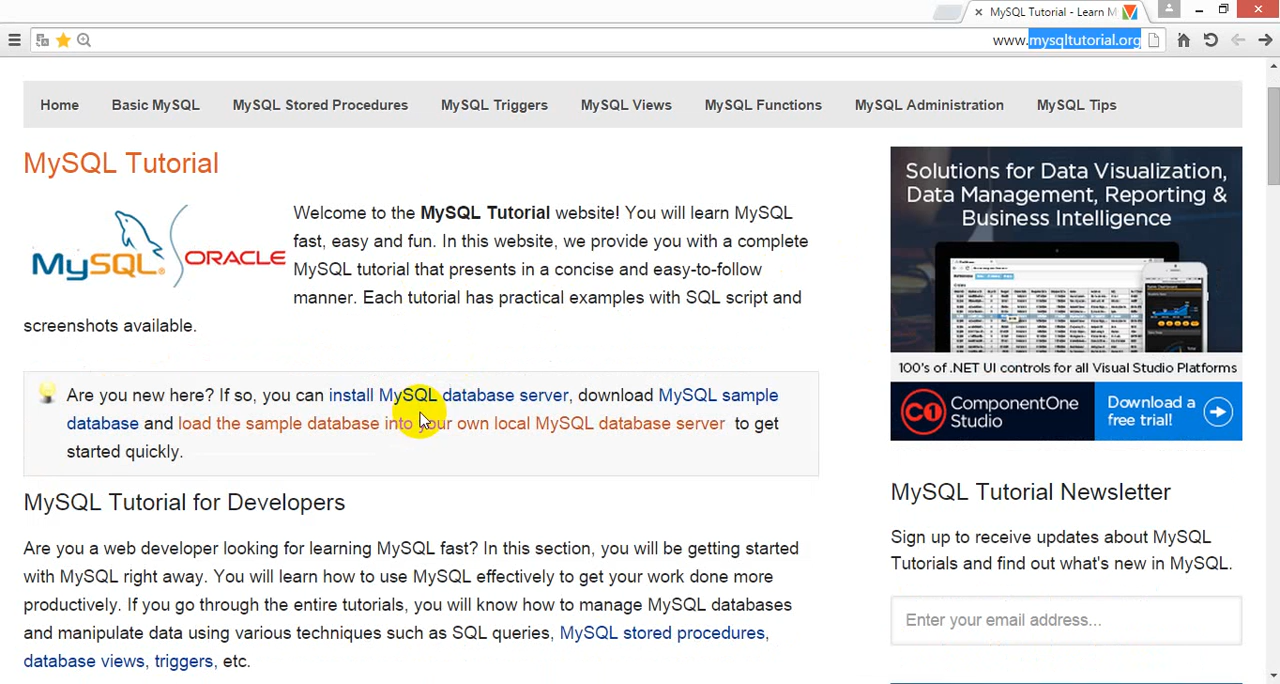 MySQL Tutorial - Learn M
www.mysqltutorial.org
Home Basic MySQL MySQL Stored Procedures MySQL Triggers MySQL Views MySQL Functions MySQL Administration MySQL Tips
MySQL Tutorial
MySQL® ORACLE
Welcome to the MySQL Tutorial website! You will learn MySQL
fast, easy and fun. In this website, we provide you with a complete
MySQL tutorial that presents in a concise and easy-to-follow
manner. Each tutorial has practical examples with SQL script and
screenshots available.
Are you new here? If so, you can install MySQL database server, download MySQL sample
database and load the sample database into your own local MySQL database server to get
started quickly.
MySQL Tutorial for Developers
Are you a web developer looking for learning MySQL fast? In this section, you will be getting started
with MySQL right away. You will learn how to use MySQL effectively to get your work done more
productively. If you go through the entire tutorials, you will know how to manage MySQL databases
and manipulate data using various techniques such as SQL queries, MySQL stored procedures,
database views, triggers, etc.
Solutions for Data Visualization,
Data Management, Reporting &
Business Intelligence
100's of .NET UI controls for all Visual Studio Platforms
C1 ComponentOne
Studio
Download a
free trial!
MySQL Tutorial Newsletter
Sign up to receive updates about MySQL
Tutorials and find out what's new in MySQL.
Enter your email address...